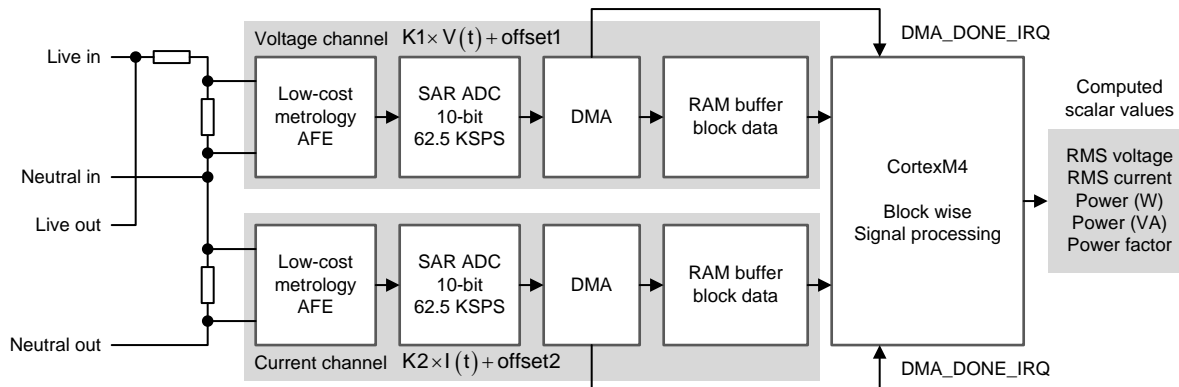 Voltage channel K1× V(t) + offset1
DMA_DONE_IRQ
Live in
Low-cost
metrology
AFE
SAR ADC
10-bit
62.5 KSPS
DMA
RAM buffer
block data
Computed
scalar values
Neutral in
Live out
CortexM4
Block wise
Signal processing
RMS voltage
RMS current
Power (W)
Power (VA)
Power factor
Low-cost
metrology
AFE
SAR ADC
10-bit
62.5 KSPS
DMA
RAM buffer
block data
Neutral out
Current channel K2×I(t) + offset2
DMA_DONE_IRQ